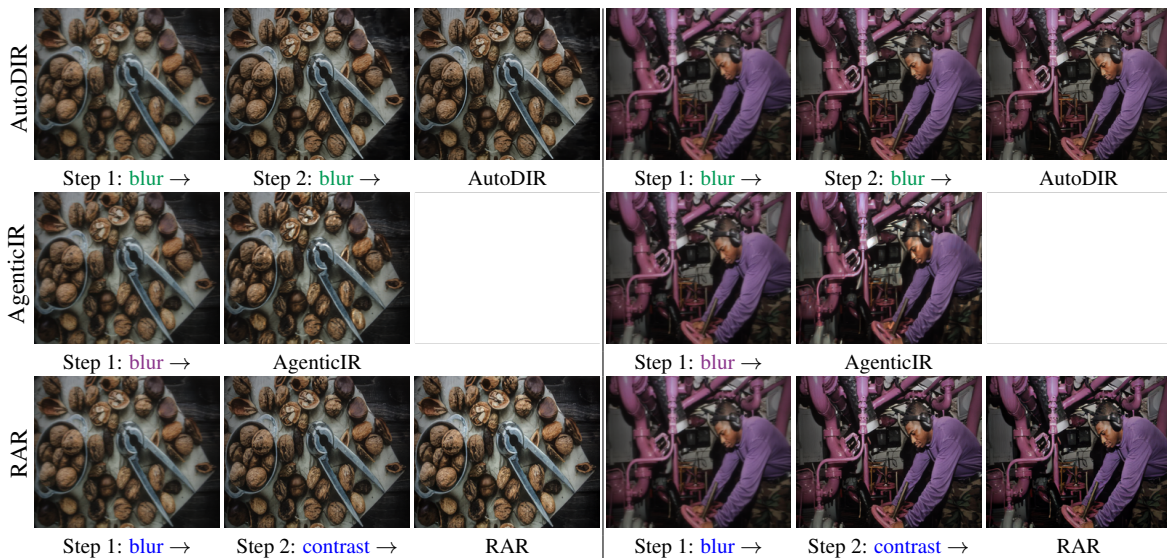 AutoDIR
Step 1: blur → Step 2: blur → AutoDIR Step 1: blur → Step 2: blur → AutoDIR
AgenticIR
Step 1: blur → AgenticIR Step 1: blur → AgenticIR
RAR
Step 1: blur → Step 2: contrast → RAR Step 1: blur → Step 2: contrast → RAR